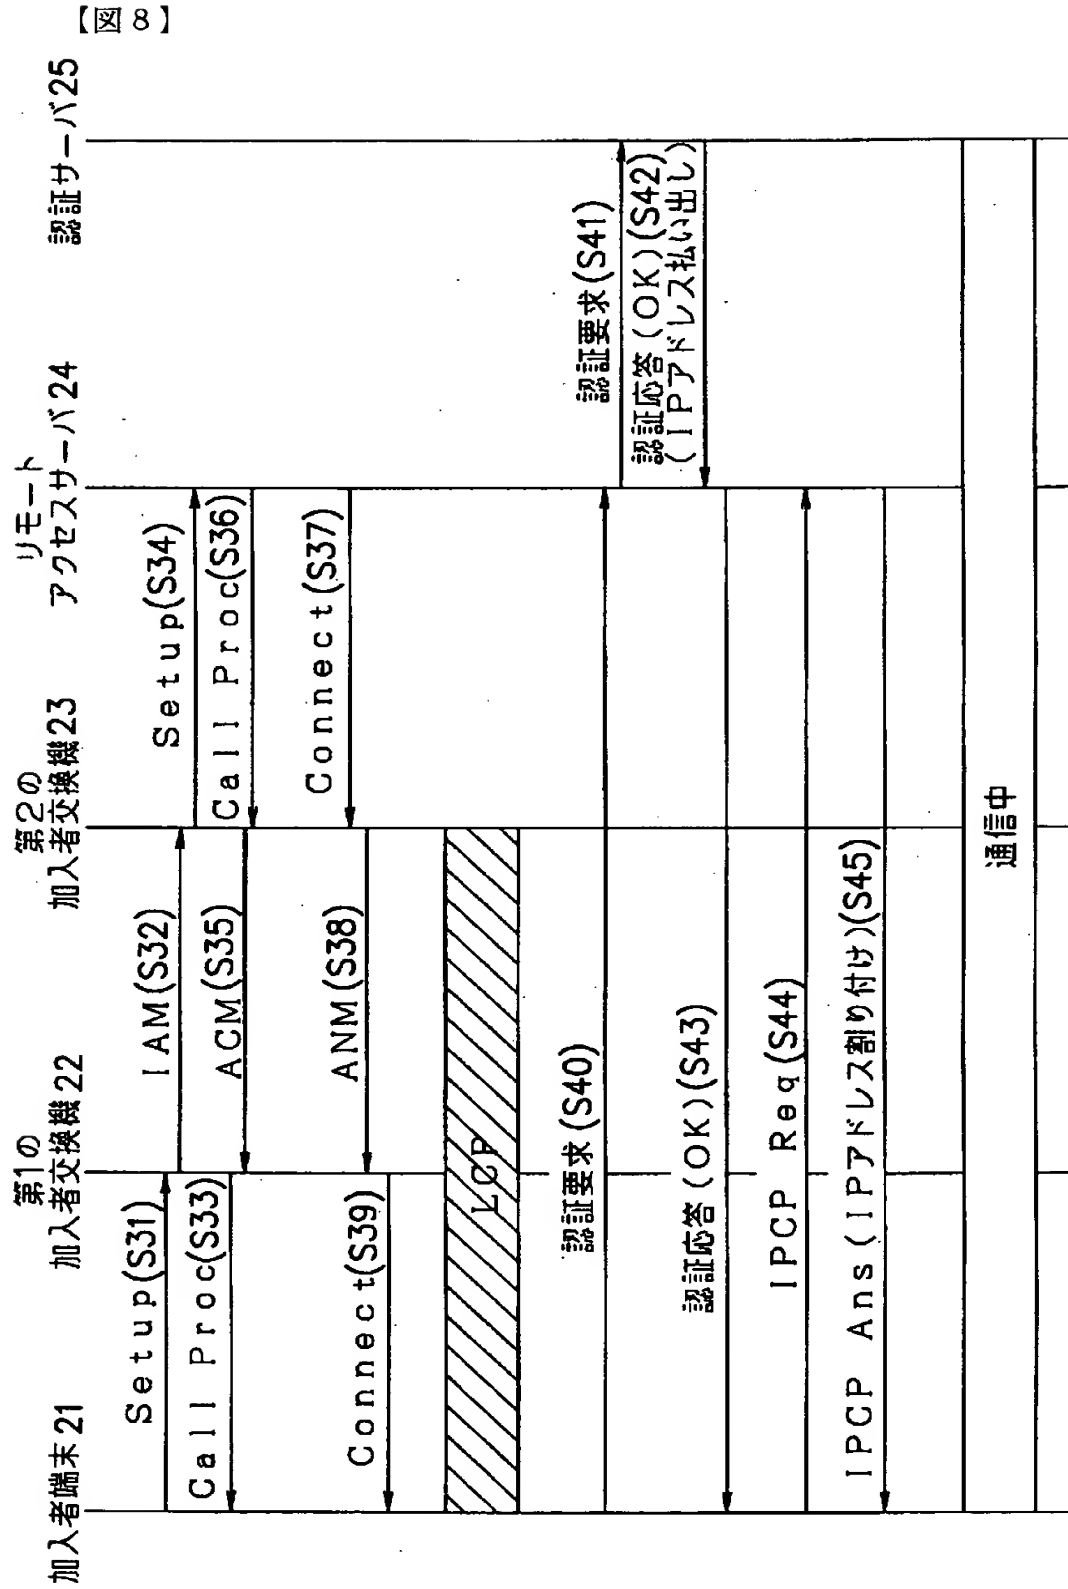 【図８】
加入者端末21
第1の
加入者交換機22
第2の
加入者交換機23
リモート
アクセスサーバ24
認証サーバ25
Setup(S31)
IAM(S32)
Setup(S34)
Call Proc(S33)
ACM(S35)
Call Proc(S36)
Connect(S37)
ANM(S38)
Connect(S39)
LCP
認証要求(S40)
認証要求(S41)
認証応答(OK)(S42)
(IPアドレス払い出し)
認証応答(OK)(S43)
IPCP Req(S44)
IPCP Ans(IPアドレス割り付け)(S45)
通信中